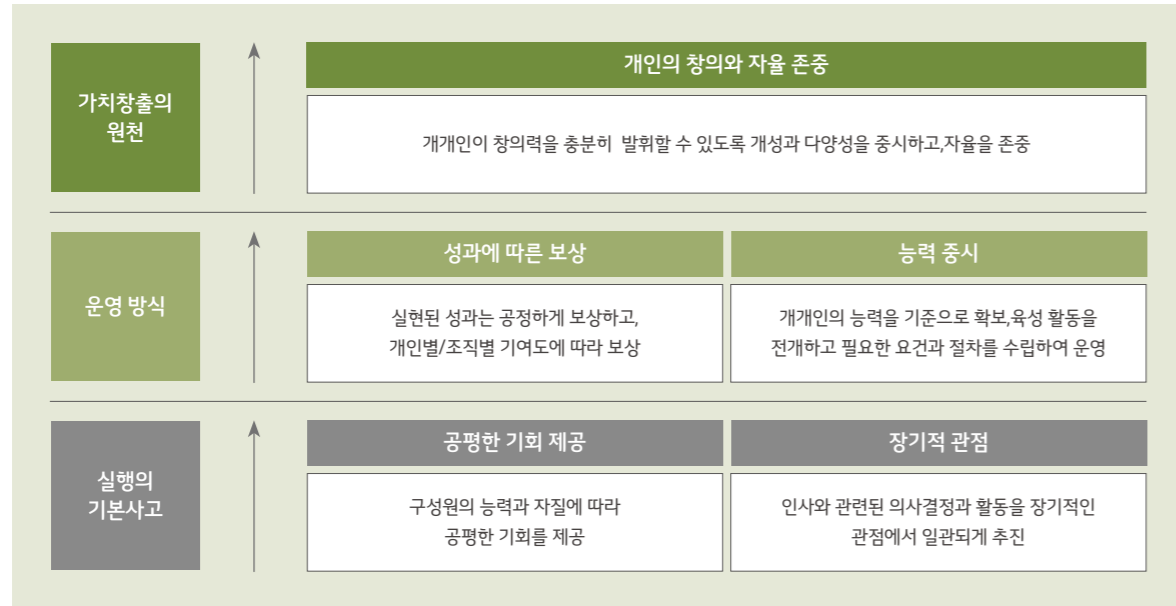 가치창출의
원천
개인의 창의와 자율 존중
개개인이 창의력을 충분히 발휘할 수 있도록 개성과 다양성을 중시하고,자율을 존중
운영 방식
성과에 따른 보상
실현된 성과는 공정하게 보상하고,
개인별/조직별 기여도에 따라 보상
능력 중시
개개인의 능력을 기준으로 확보,육성 활동을
전개하고 필요한 요건과 절차를 수립하여 운영
실행의
기본사고
공평한 기회 제공
구성원의 능력과 자질에 따라
공평한 기회를 제공
장기적 관점
인사와 관련된 의사결정과 활동을 장기적인
관점에서 일관되게 추진